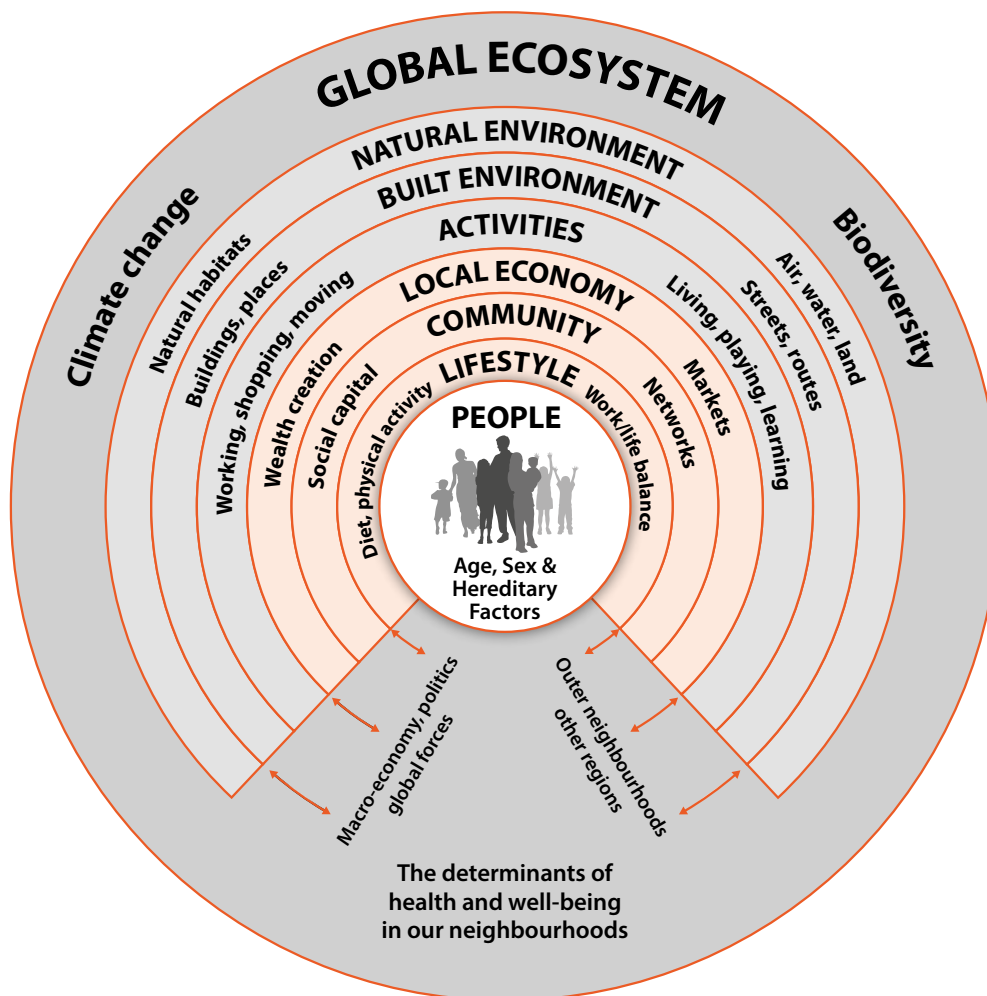 GLOBAL ECOSYSTEM
NATURAL ENVIRONMENT
BUILT ENVIRONMENT
ACTIVITIES
LOCAL ECONOMY
COMMUNITY
LIFESTYLE
PEOPLE
Age, Sex &
Hereditary
Factors
Climate change
Natural habitats
Buildings, places
Working, shopping, moving
Wealth creation
Social capital
Diet, physical activity
Work/life balance
Networks
Markets
Living, playing, learning
Streets, routes
Air, water, land
Biodiversity
Macro-economy, politics
global forces
Outer neighbourhoods
other regions
The determinants of
health and well-being
in our neighbourhoods